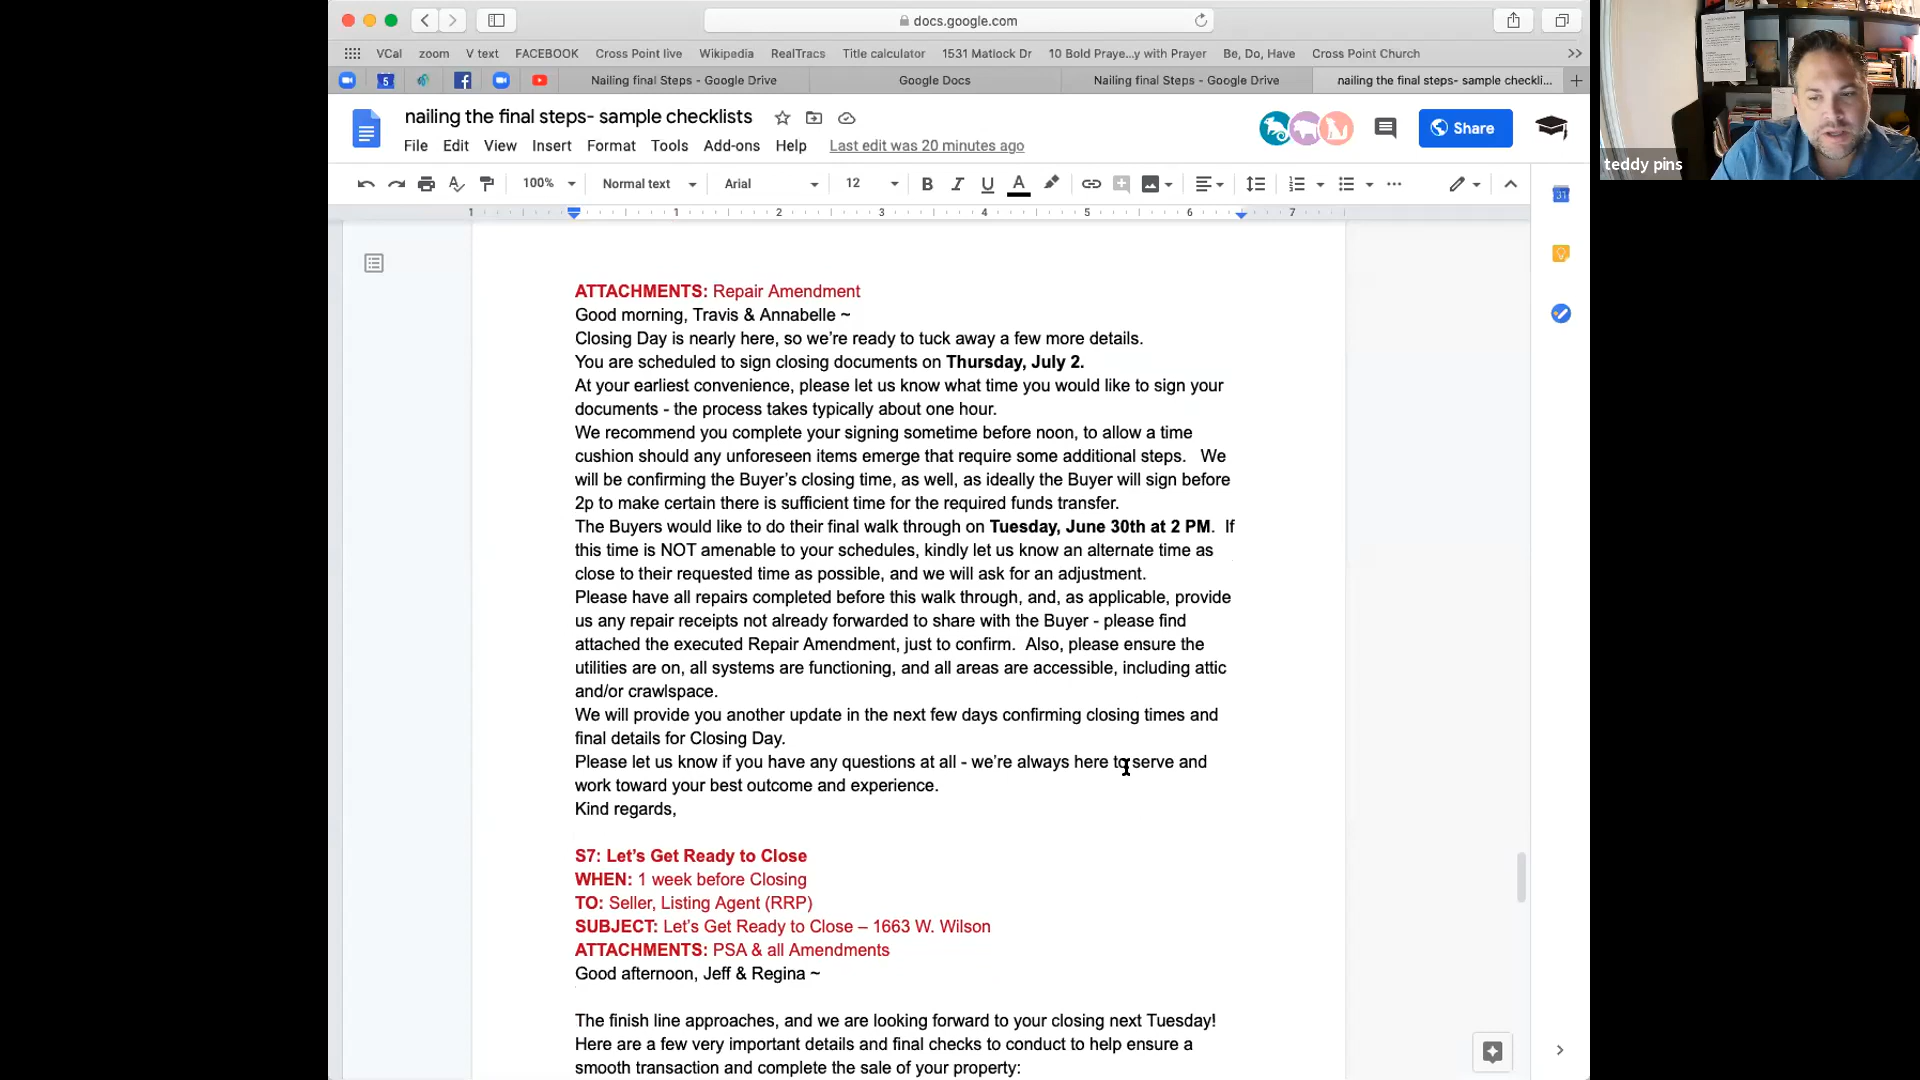 docs.google.com
VCal zoom V text FACEBOOK Cross Point live Wikipedia RealTracs Title calculator 1531 Matlock Dr 10 Bold Praye...y with Prayer Be, Do, Have Cross Point Church
5 Nailing final Steps - Google Drive Google Docs Nailing final Steps - Google Drive nailing the final steps- sample checkli...
nailing the final steps- sample checklists
Share
File Edit View Insert Format Tools Add-ons Help Last edit was 20 minutes ago
teddy pins
100% Normal text Arial 12 B I U A
31
1 1 2 3 4 5 6 7
ATTACHMENTS: Repair Amendment
Good morning, Travis & Annabelle ~
Closing Day is nearly here, so we’re ready to tuck away a few more details.
You are scheduled to sign closing documents on Thursday, July 2.
At your earliest convenience, please let us know what time you would like to sign your
documents - the process takes typically about one hour.
We recommend you complete your signing sometime before noon, to allow a time
cushion should any unforeseen items emerge that require some additional steps. We
will be confirming the Buyer’s closing time, as well, as ideally the Buyer will sign before
2p to make certain there is sufficient time for the required funds transfer.
The Buyers would like to do their final walk through on Tuesday, June 30th at 2 PM. If
this time is NOT amenable to your schedules, kindly let us know an alternate time as
close to their requested time as possible, and we will ask for an adjustment.
Please have all repairs completed before this walk through, and, as applicable, provide
us any repair receipts not already forwarded to share with the Buyer - please find
attached the executed Repair Amendment, just to confirm. Also, please ensure the
utilities are on, all systems are functioning, and all areas are accessible, including attic
and/or crawlspace.
We will provide you another update in the next few days confirming closing times and
final details for Closing Day.
Please let us know if you have any questions at all - we’re always here to serve and
work toward your best outcome and experience.
Kind regards,
S7: Let’s Get Ready to Close
WHEN: 1 week before Closing
TO: Seller, Listing Agent (RRP)
SUBJECT: Let’s Get Ready to Close – 1663 W. Wilson
ATTACHMENTS: PSA & all Amendments
Good afternoon, Jeff & Regina ~
The finish line approaches, and we are looking forward to your closing next Tuesday!
Here are a few very important details and final checks to conduct to help ensure a
smooth transaction and complete the sale of your property: